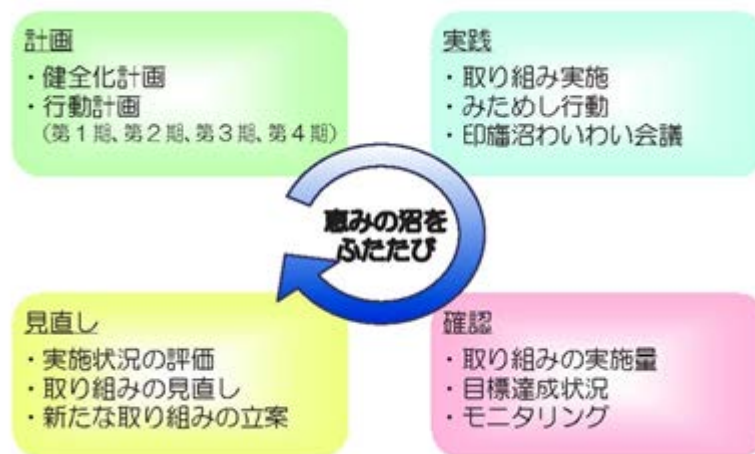 計画
・健全化計画
・行動計画
(第1期、第2期、第3期、第4期)
実践
・取り組み実施
・みためし行動
・印旛沼わいわい会議
恵みの沼を
ふたたび
見直し
・実施状況の評価
・取り組みの見直し
・新たな取り組みの立案
確認
・取り組みの実施量
・目標達成状況
・モニタリング